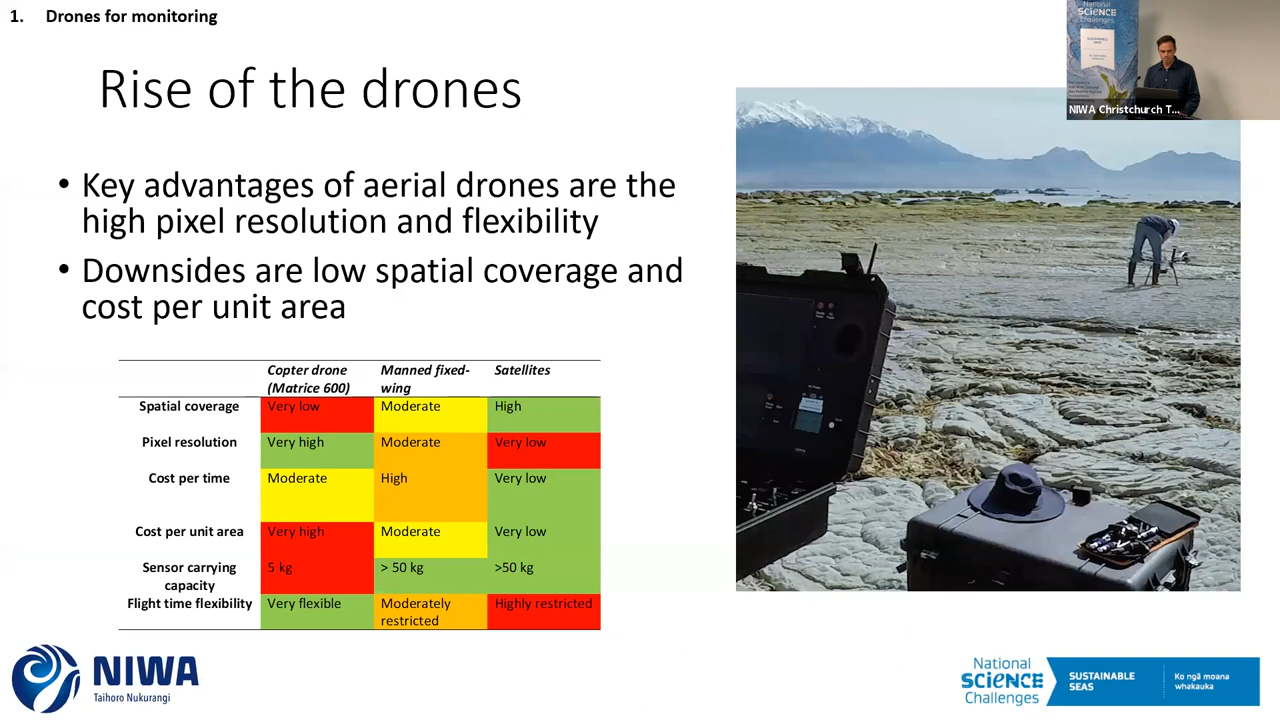 1. Drones for monitoring
Rise of the drones
• Key advantages of aerial drones are the
high pixel resolution and flexibility
• Downsides are low spatial coverage and
cost per unit area
Copter drone (Matrice 600) Manned fixed-wing Satellites
Spatial coverage Very low Moderate High
Pixel resolution Very high Moderate Very low
Cost per time Moderate High Very low
Cost per unit area Very high Moderate Very low
Sensor carrying capacity 5 kg > 50 kg >50 kg
Flight time flexibility Very flexible Moderately restricted Highly restricted
National
SCIENCE
Challenges
SUSTAINABLE
SEAS
NIWA Christchurch T...
NIWA
Taihoro Nukurangi
National
SCIENCE
Challenges
SUSTAINABLE
SEAS
Ko ngā moana
whakauka